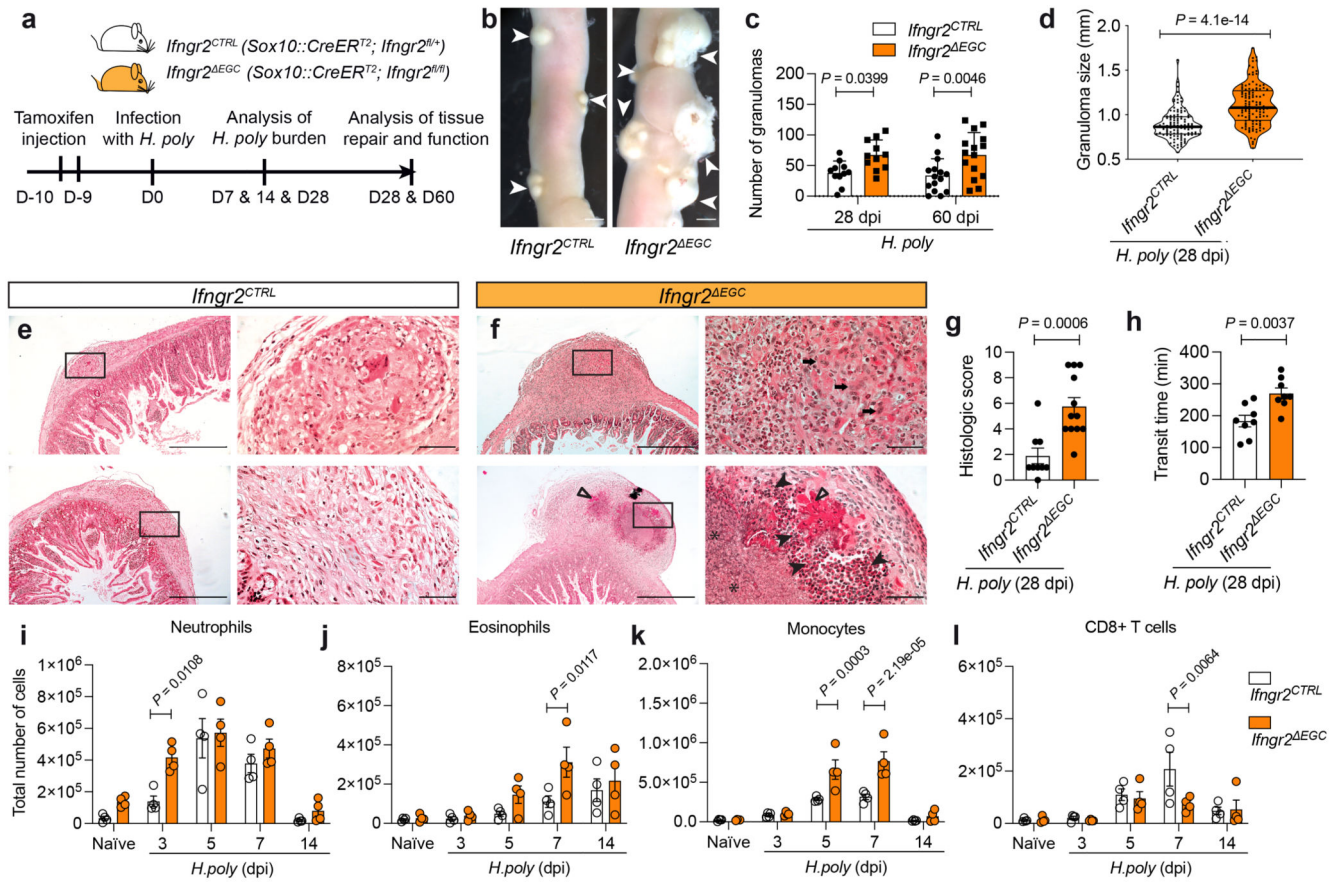 a
Ifngr2CTRL (Sox10::CreERT2; Ifngr2fl/+)
Ifngr2ΔEGC (Sox10::CreERT2; Ifngr2fl/fl)
Tamoxifen injection
Infection with H. poly
Analysis of H. poly burden
Analysis of tissue repair and function
D-10 D-9 D0 D7 & 14 & D28 D28 & D60
b
Ifngr2CTRL Ifngr2ΔEGC
c
Ifngr2CTRL
Ifngr2ΔEGC
P = 0.0399 P = 0.0046
Number of granulomas
200
150
100
50
0
28 dpi 60 dpi
H. poly
d
P = 4.1e-14
Granuloma size (mm)
2.0
1.5
1.0
0.5
Ifngr2CTRL Ifngr2ΔEGC
H. poly (28 dpi)
Ifngr2CTRL
Ifngr2ΔEGC
e
f
*
*
g
P = 0.0006
Histologic score
10
8
6
4
2
0
Ifngr2CTRL Ifngr2ΔEGC
H. poly (28 dpi)
h
P = 0.0037
Transit time (min)
400
300
200
100
0
Ifngr2CTRL Ifngr2ΔEGC
H. poly (28 dpi)
i
Neutrophils
Total number of cells
1×10⁶
8×10⁵
6×10⁵
4×10⁵
2×10⁵
0
P = 0.0108
Naïve 3 5 7 14
H.poly (dpi)
j
Eosinophils
8×10⁵
6×10⁵
4×10⁵
2×10⁵
0
P = 0.0117
Naïve 3 5 7 14
H.poly (dpi)
k
Monocytes
2.0×10⁶
1.5×10⁶
1.0×10⁶
5.0×10⁵
0.0
P = 0.0003
P = 2.19e-05
Naïve 3 5 7 14
H.poly (dpi)
l
CD8+ T cells
6×10⁵
4×10⁵
2×10⁵
0
P = 0.0064
Naïve 3 5 7 14
H.poly (dpi)
Ifngr2CTRL
Ifngr2ΔEGC